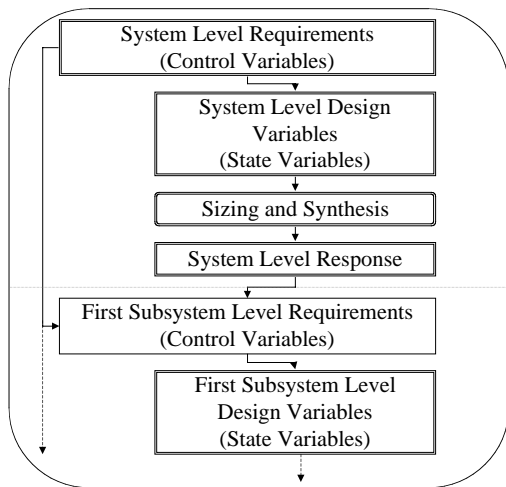 System Level Requirements
(Control Variables)
System Level Design
Variables
(State Variables)
Sizing and Synthesis
System Level Response
First Subsystem Level Requirements
(Control Variables)
First Subsystem Level
Design Variables
(State Variables)